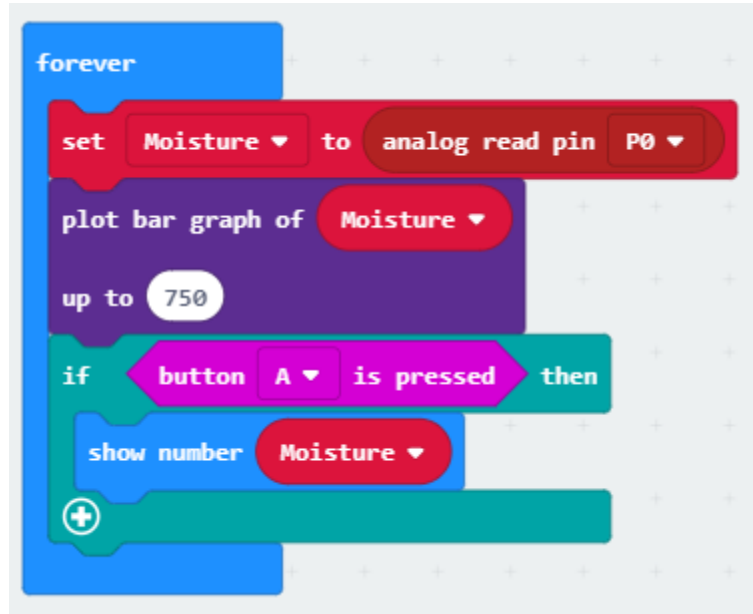 forever
set Moisture to analog read pin P0
plot bar graph of Moisture
up to 750
if button A is pressed then
show number Moisture